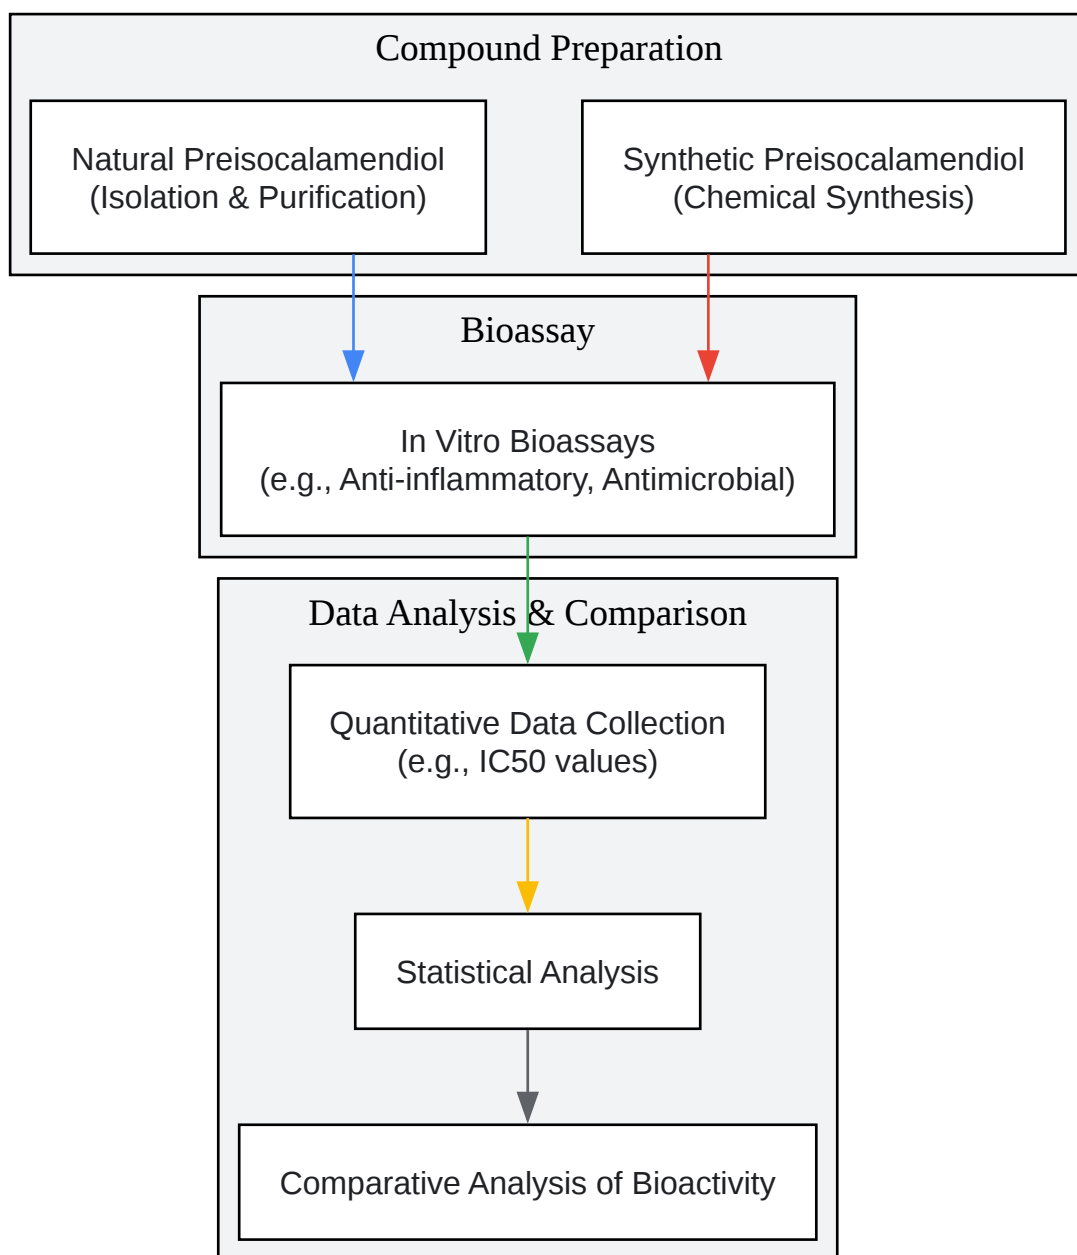 Compound Preparation
Natural Preisocalamendiol
(Isolation & Purification)
Synthetic Preisocalamendiol
(Chemical Synthesis)
Bioassay
In Vitro Bioassays
(e.g., Anti-inflammatory, Antimicrobial)
Data Analysis & Comparison
Quantitative Data Collection
(e.g., IC50 values)
Statistical Analysis
Comparative Analysis of Bioactivity